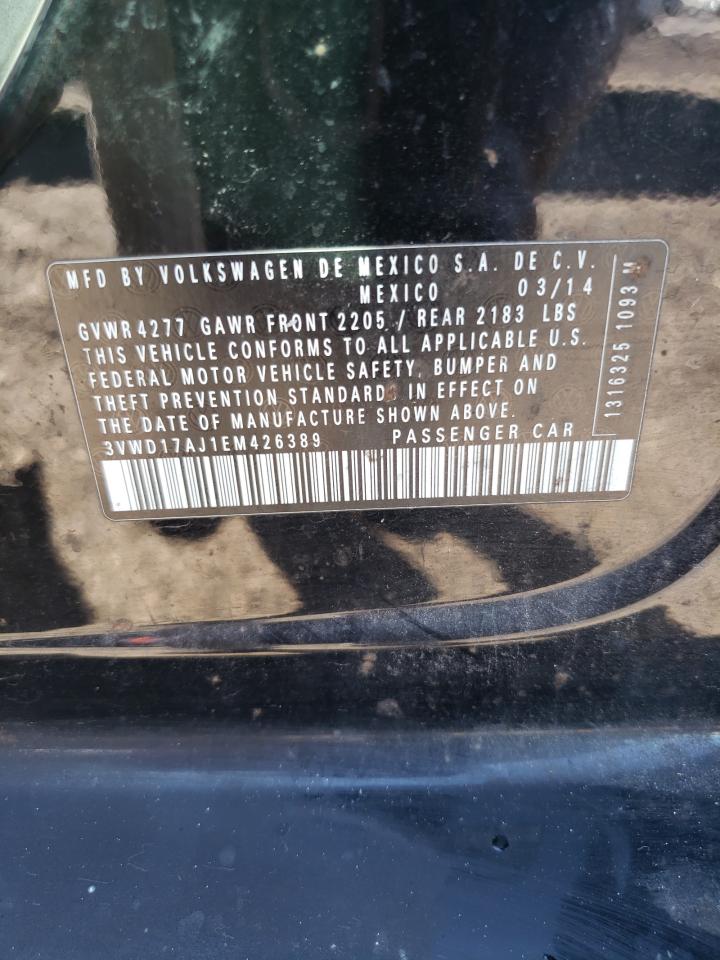 MFD BY VOLKSWAGEN DE MEXICO S.A. DE C.V.
MEXICO 03/14
GVWR 4277 GAWR FRONT 2205 / REAR 2183 LBS
THIS VEHICLE CONFORMS TO ALL APPLICABLE U.S.
FEDERAL MOTOR VEHICLE SAFETY, BUMPER AND
THEFT PREVENTION STANDARDS IN EFFECT ON
THE DATE OF MANUFACTURE SHOWN ABOVE.
3VWD17AJ1EM426389 PASSENGER CAR
1316325 1093 M